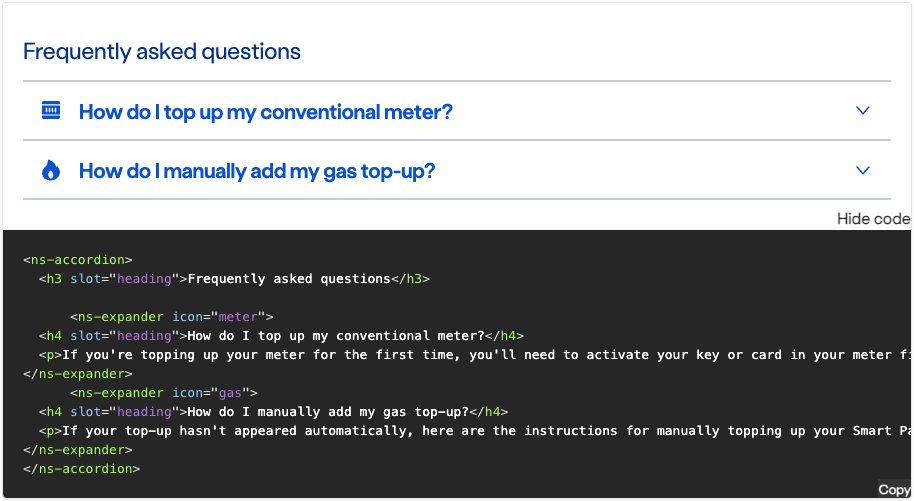 Frequently asked questions
How do I top up my conventional meter?
How do I manually add my gas top-up?
Hide code
<ns-accordion>
<h3 slot="heading">Frequently asked questions</h3>
<ns-expander icon="meter">
<h4 slot="heading">How do I top up my conventional meter?</h4>
<p>If you're topping up your meter for the first time, you'll need to activate your key or card in your meter
</ns-expander>
<ns-expander icon="gas">
<h4 slot="heading">How do I manually add my gas top-up?</h4>
<p>If your top-up hasn't appeared automatically, here are the instructions for manually topping up your Smart
</ns-expander>
</ns-accordion>
Copy